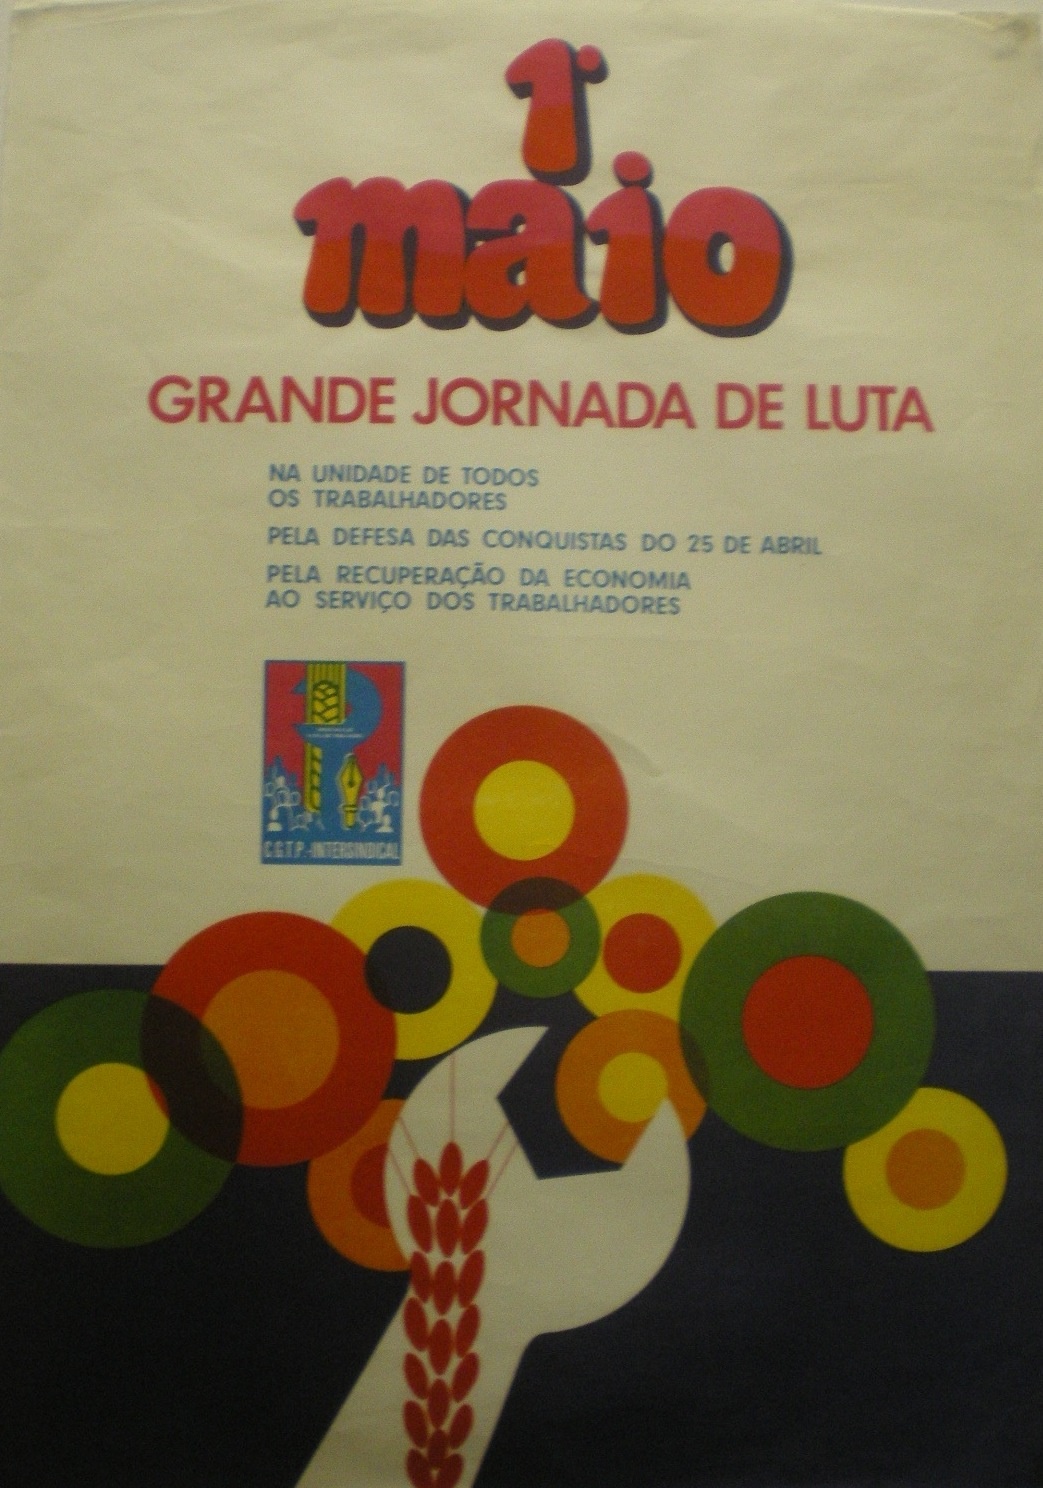 1º
maio
GRANDE JORNADA DE LUTA
NA UNIDADE DE TODOS
OS TRABALHADORES
PELA DEFESA DAS CONQUISTAS DO 25 DE ABRIL
PELA RECUPERAÇÃO DA ECONOMIA
AO SERVIÇO DOS TRABALHADORES
C.G.T.P.-INTERSINDICAL